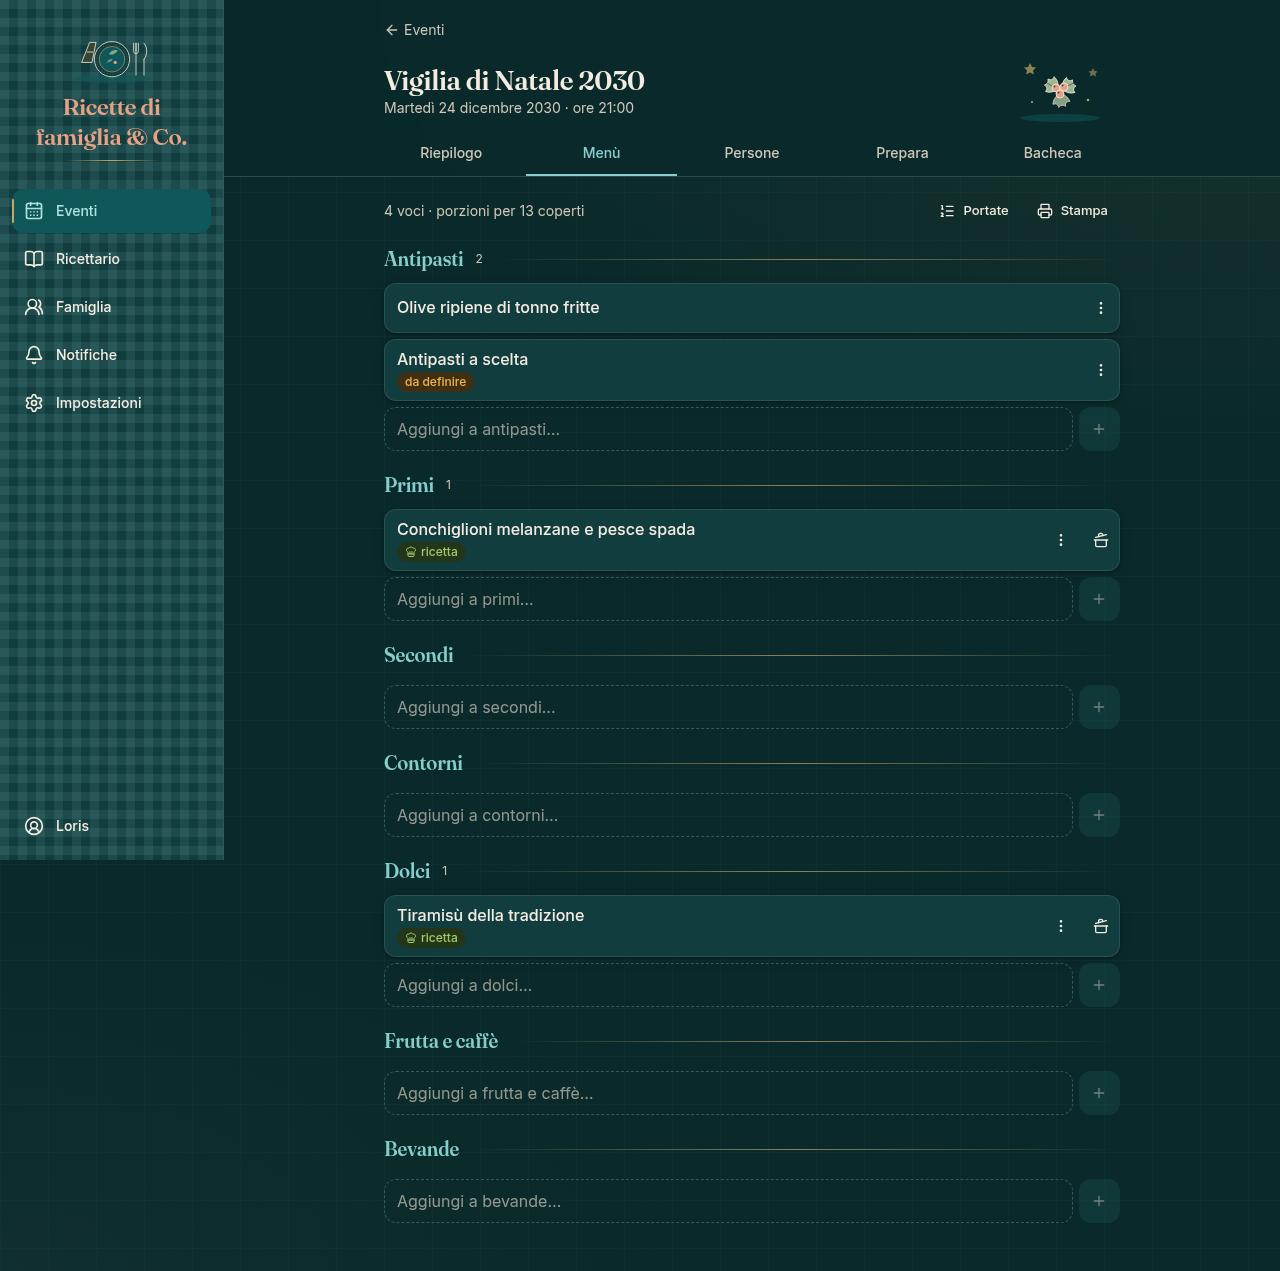 Ricette di
famiglia & Co.
Eventi
Ricettario
Famiglia
Notifiche
Impostazioni
Loris
Eventi
Vigilia di Natale 2030
Martedì 24 dicembre 2030 · ore 21:00
Riepilogo
Menù
Persone
Prepara
Bacheca
4 voci · porzioni per 13 coperti
Portate
Stampa
Antipasti 2
Olive ripiene di tonno fritte
Antipasti a scelta
da definire
Aggiungi a antipasti…
Primi 1
Conchiglioni melanzane e pesce spada
ricetta
Aggiungi a primi…
Secondi
Aggiungi a secondi…
Contorni
Aggiungi a contorni…
Dolci 1
Tiramisù della tradizione
ricetta
Aggiungi a dolci…
Frutta e caffè
Aggiungi a frutta e caffè…
Bevande
Aggiungi a bevande…